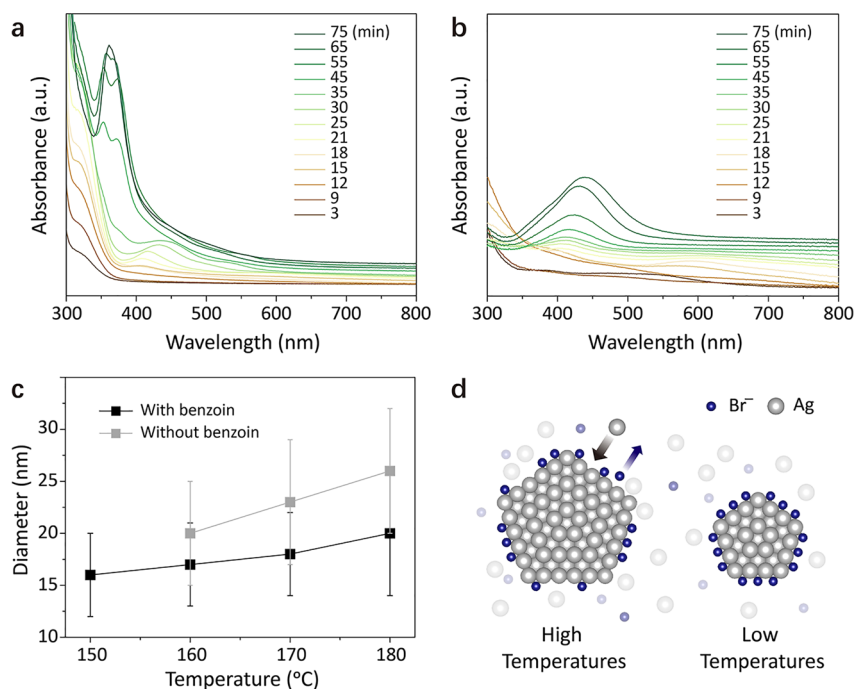 a
75 (min)
65
55
45
35
30
25
21
18
15
12
9
3
Absorbance (a.u.)
300 400 500 600 700 800
Wavelength (nm)
b
75 (min)
65
55
45
35
30
25
21
18
15
12
9
3
Absorbance (a.u.)
300 400 500 600 700 800
Wavelength (nm)
c
With benzoin
Without benzoin
30
25
20
15
10
Diameter (nm)
150 160 170 180
Temperature (°C)
d
Br⁻ Ag
High
Temperatures
Low
Temperatures